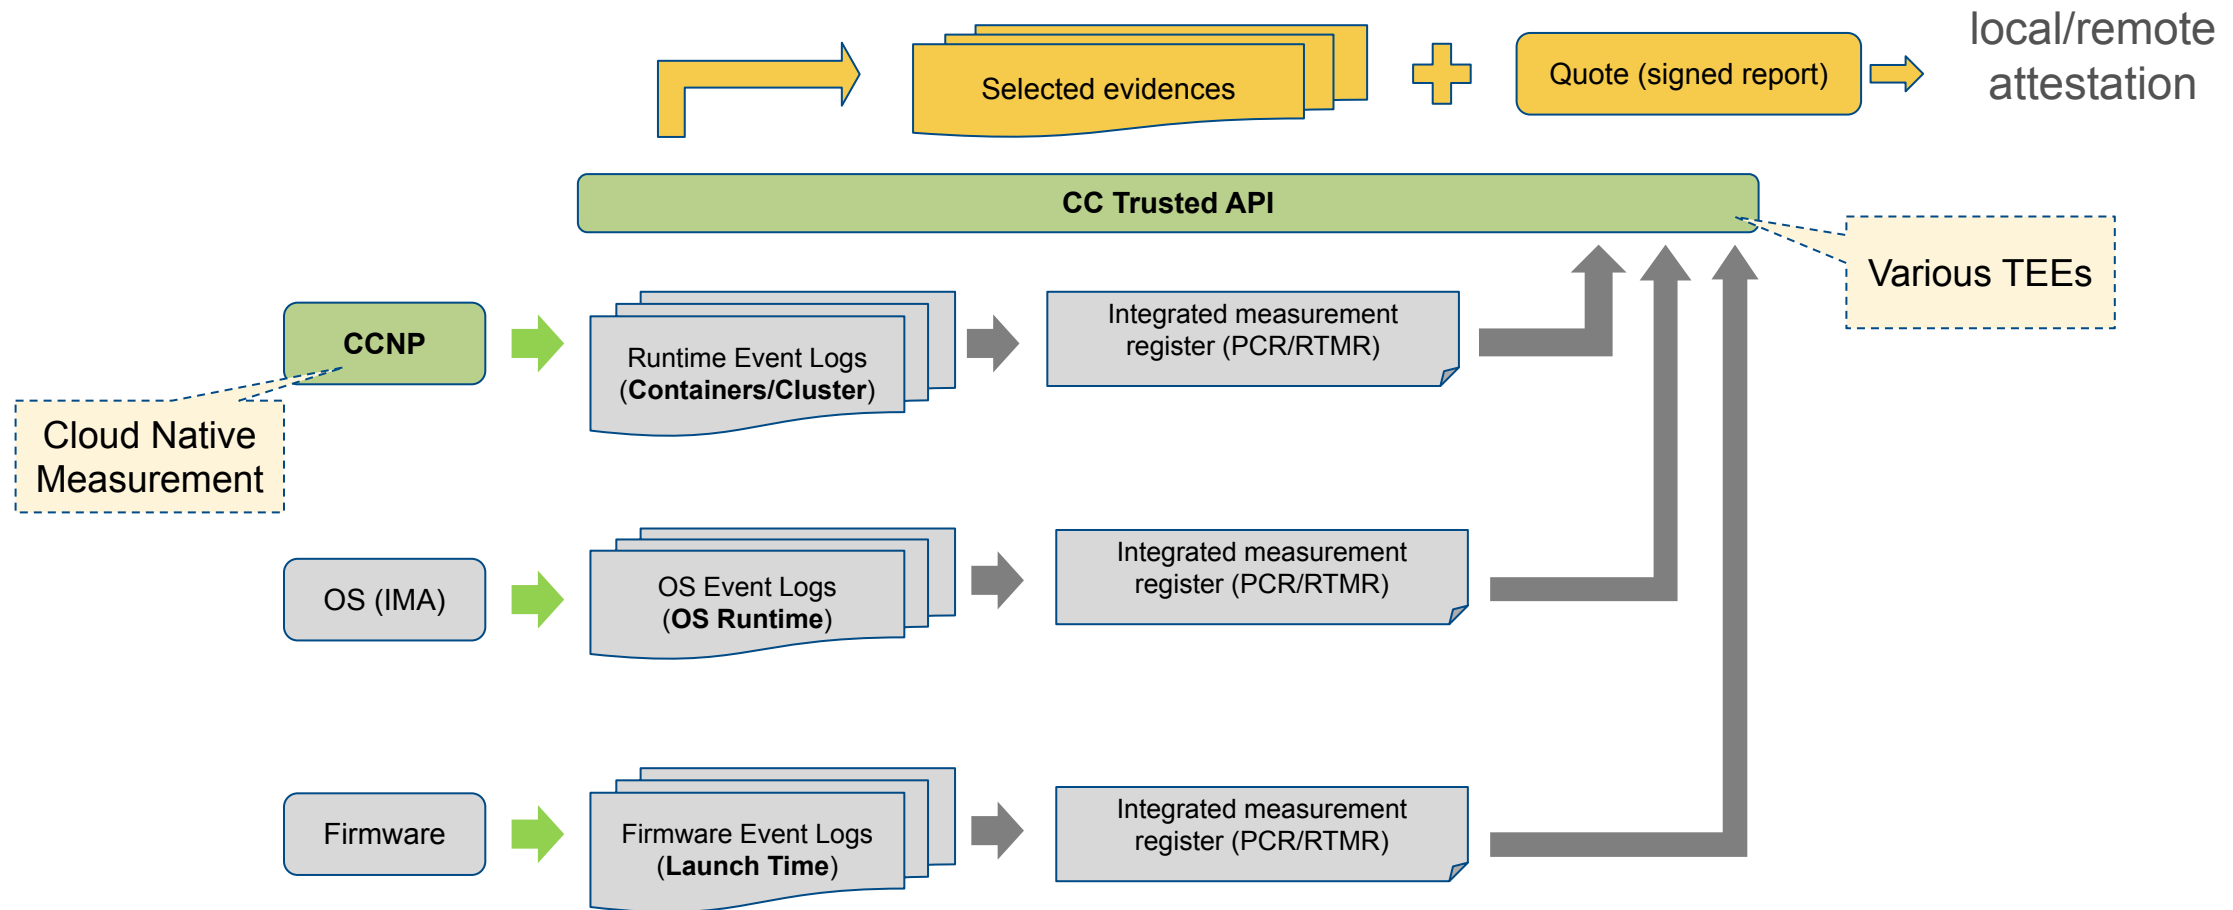 local/remote
attestation
Selected evidences
Quote (signed report)
CC Trusted API
Various TEEs
CCNP
Runtime Event Logs
(Containers/Cluster)
Integrated measurement
register (PCR/RTMR)
Cloud Native
Measurement
OS (IMA)
OS Event Logs
(OS Runtime)
Integrated measurement
register (PCR/RTMR)
Firmware
Firmware Event Logs
(Launch Time)
Integrated measurement
register (PCR/RTMR)